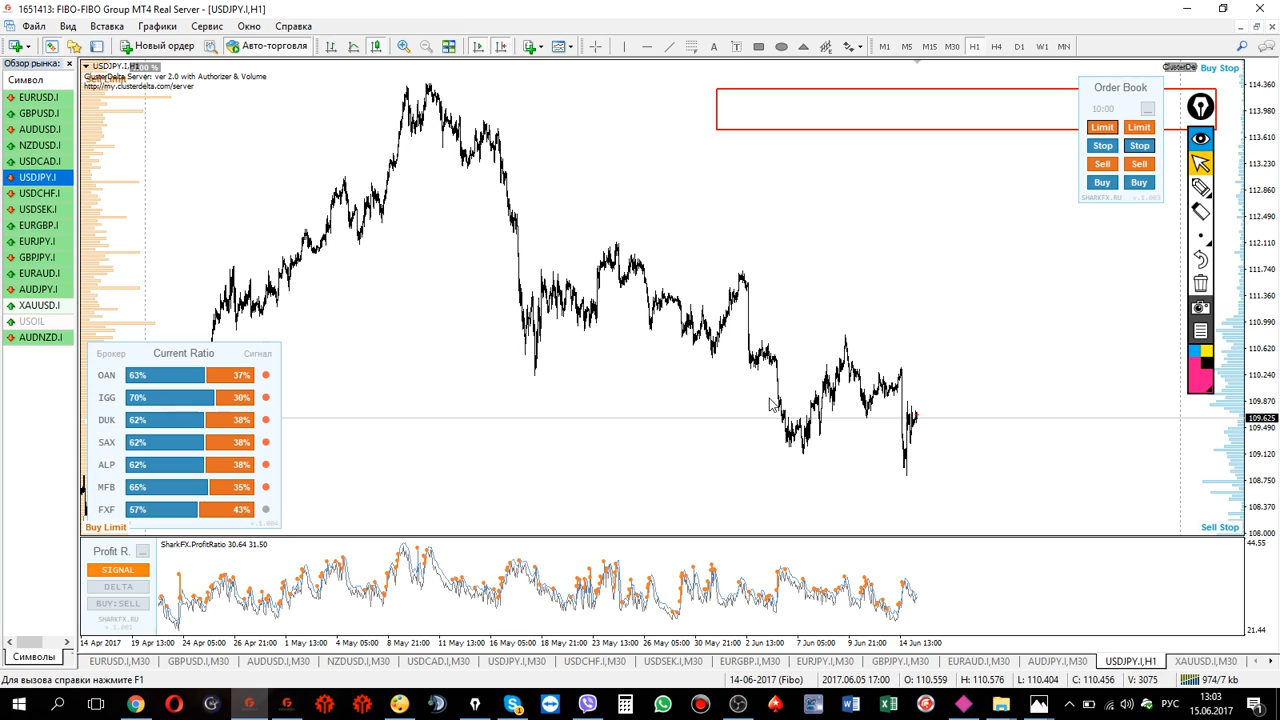 1651413: FIBO-FIBO Group MT4 Real Server - [USDJPY.I,H1]
Файл Вид Вставка Графики Сервис Окно Справка
Новый ордер Авто-торговля M1 M5 M15 M30 H1 H4 D1 W1 MN
Обзор рынка:
Символ
EURUSD.I
GBPUSD.I
AUDUSD.I
NZDUSD.I
USDCAD.I
USDJPY.I
USDCHF.I
USDSEK.I
EURGBP.I
EURJPY.I
GBPJPY.I
EURAUD.I
AUDJPY.I
XAUUSD.I
USOIL
AUDNZD.I
Символы
USDJPY.I,H1
Sell Limit
ClusterDelta Server: ver 2.0 with Authorizer & Volume
http://my.clusterdelta.com/server
Buy Stop
Order Book
10:00
Limit Limit
Stop Stop
Sell Sell
Buy Buy
SHARKFX.RU v.1.003
114.360
113.610
113.230
112.860
111.740
110.990
110.620
110.240
109.870
109.625
109.490
109.120
108.370
108.000
Брокер Current Ratio Сигнал
OAN 63% 37%
IGG 70% 30%
DUK 62% 38%
SAX 62% 38%
ALP 62% 38%
MFB 65% 35%
FXF 57% 43%
v.1.004
Buy Limit
Sell Stop
Profit R. ...
SIGNAL
DELTA
BUY:SELL
SHARKFX.RU
v.1.001
SharkFX.ProfitRatio 30.64 31.50
44.55
21.44
14 Apr 2017 19 Apr 13:00 24 Apr 05:00 26 Apr 21:00 1 May 13:00 4 May 05:00 8 May 21:00 11 May 13:00 16 May 05:00 18 May 21:00 23 May 13:00 26 May 05:00 30 May 21:00 2 Jun 13:00 7 Jun 05:00 9 Jun 21:00 14 Jun 13:00
EURUSD.I,M30 GBPUSD.I,M30 AUDUSD.I,M30 NZDUSD.I,M30 USDCAD.I,M30 USDJPY.I,M30 USDCHF.I,M30 USDSEK.I,M30 EURGBP.I,M30 EURJPY.I,M30 GBPJPY.I,M30 EURAUD.I,M30 AUDJPY.I,M30 USDJPY.I,H1 XAUUSD.I,M30
Для вызова справки нажмите F1
14-06-2017 (Fibo) 2017.06.05 17:00 O: 110.539 H: 110.576 L: 110.404 C: 110.456 V: 3075 974/7 kb
РУС
13:03
15.06.2017